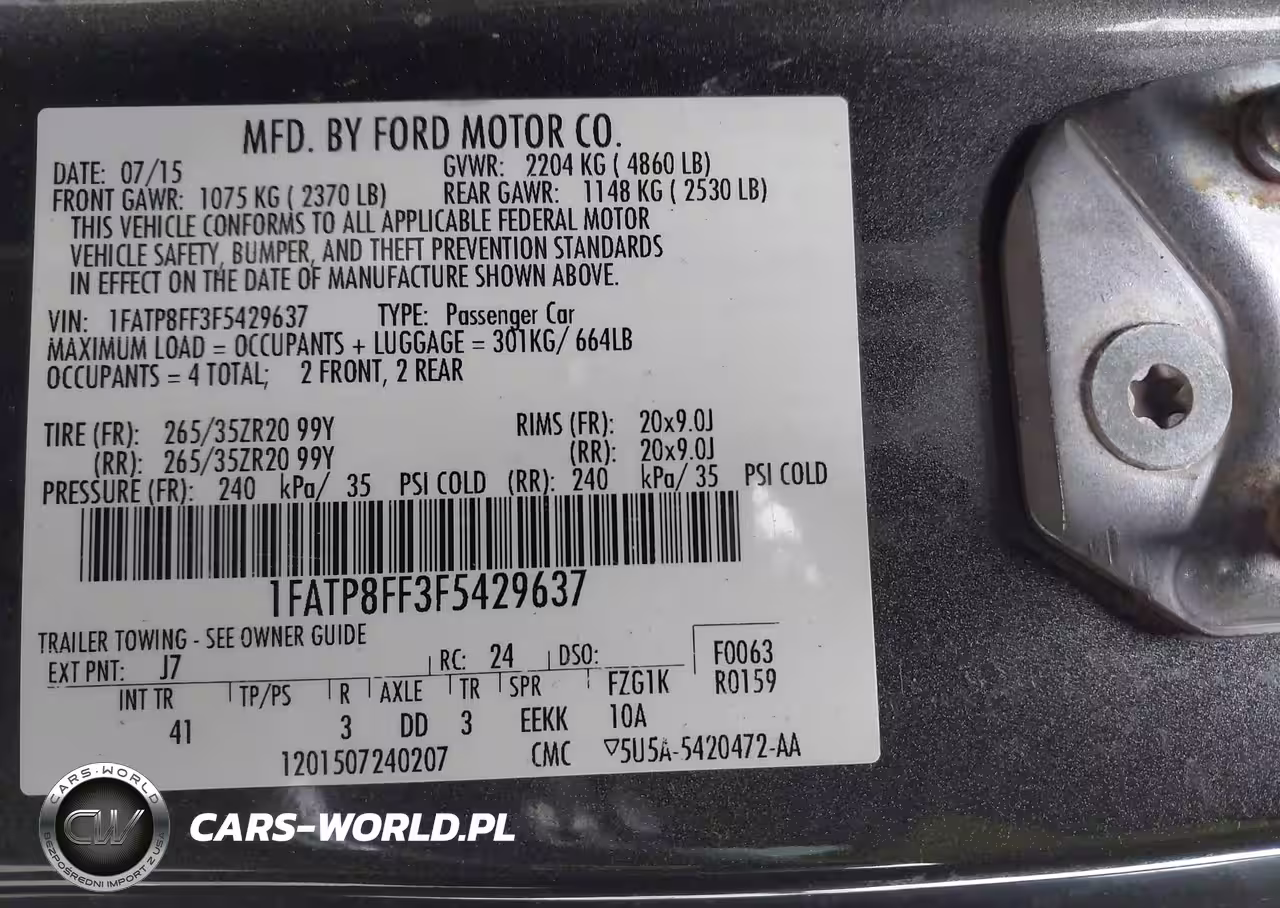 MFD. BY FORD MOTOR CO.
DATE: 07/15 GVWR: 2204 KG ( 4860 LB)
FRONT GAWR: 1075 KG ( 2370 LB) REAR GAWR: 1148 KG ( 2530 LB)
THIS VEHICLE CONFORMS TO ALL APPLICABLE FEDERAL MOTOR
VEHICLE SAFETY, BUMPER, AND THEFT PREVENTION STANDARDS
IN EFFECT ON THE DATE OF MANUFACTURE SHOWN ABOVE.
VIN: 1FATP8FF3F5429637 TYPE: Passenger Car
MAXIMUM LOAD = OCCUPANTS + LUGGAGE = 301KG/ 664LB
OCCUPANTS = 4 TOTAL; 2 FRONT, 2 REAR
TIRE (FR): 265/35ZR20 99Y RIMS (FR): 20x9.0J
(RR): 265/35ZR20 99Y (RR): 20x9.0J
PRESSURE (FR): 240 kPa/ 35 PSI COLD (RR): 240 kPa/ 35 PSI COLD
1FATP8FF3F5429637
TRAILER TOWING - SEE OWNER GUIDE
EXT PNT: J7 RC: 24 DSO: F0063
INT TR TP/PS R AXLE TR SPR FZG1K R0159
41 3 DD 3 EEKK 10A
1201507240207 CMC ▽5U5A-5420472-AA
CARS-WORLD
CW
BEZPOŚREDNI IMPORT Z USA
CARS-WORLD.PL